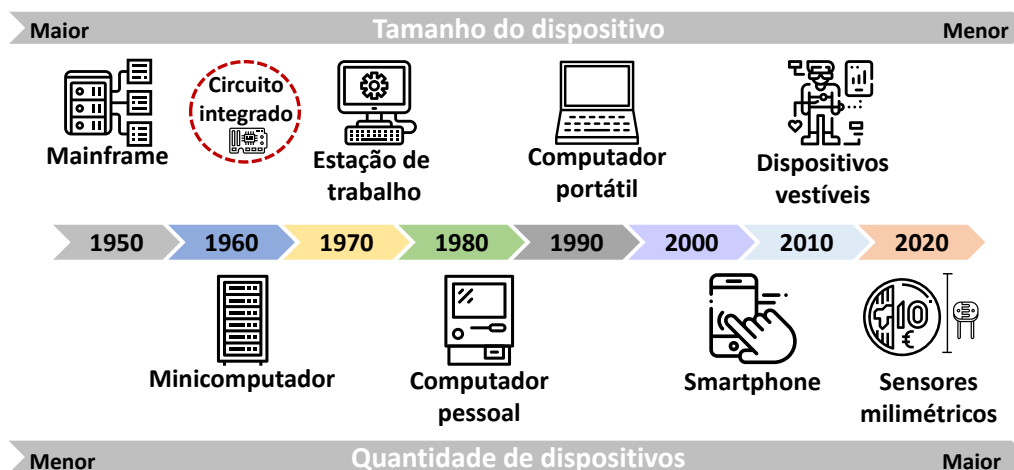 Maior Tamanho do dispositivo Menor
Circuito
integrado
Mainframe
Estação de
trabalho
Computador
portátil
Dispositivos
vestíveis
1950 1960 1970 1980 1990 2000 2010 2020
10
€
Minicomputador
Computador
pessoal
Smartphone
Sensores
milimétricos
Menor Quantidade de dispositivos Maior